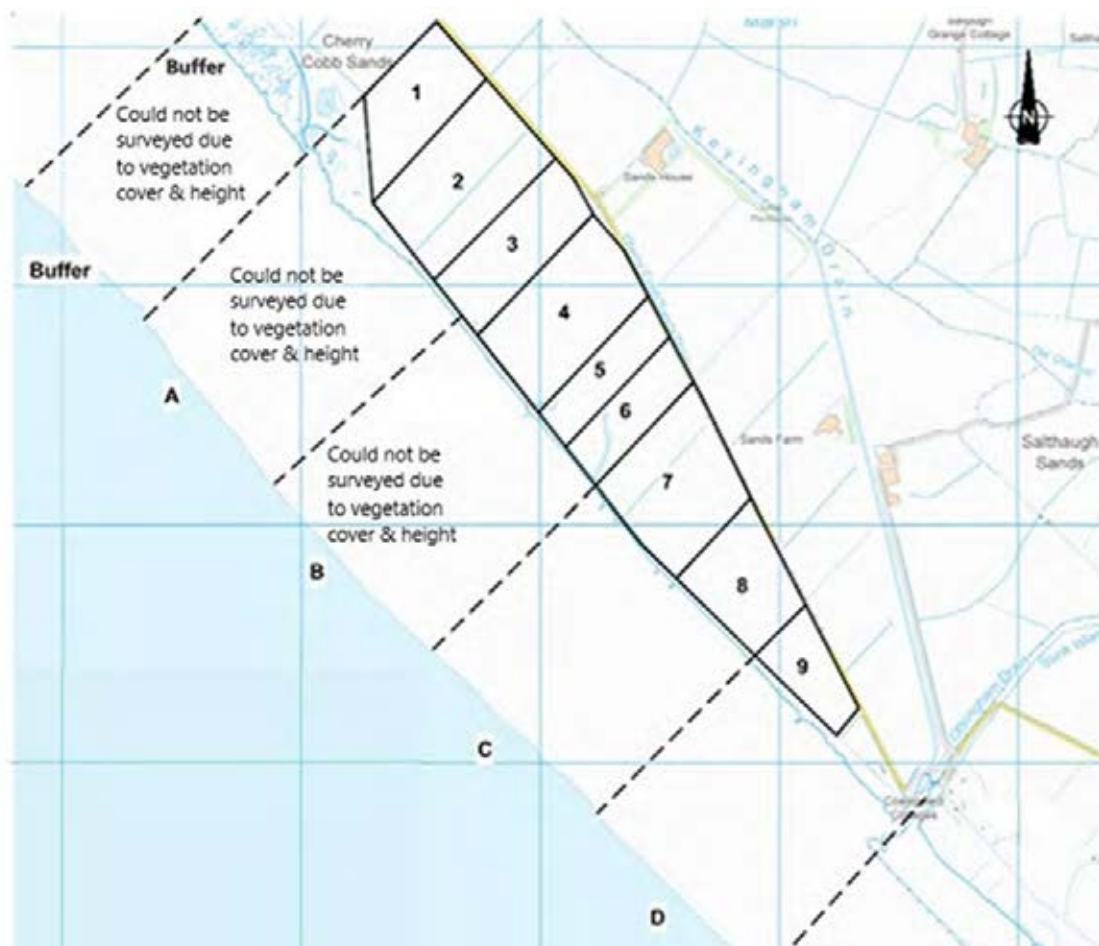 Cherry
Cobb Sands
Grange Cottage
Buffer
Could not be
surveyed due
to vegetation
cover & height
1
N
Keyingham Drain
Sands House
2
3
Buffer
Could not be
surveyed due
to vegetation
cover & height
4
5
6
A
Sands Farm
Salthaugh
Sands
Could not be
surveyed due
to vegetation
cover & height
7
B
8
9
C
D